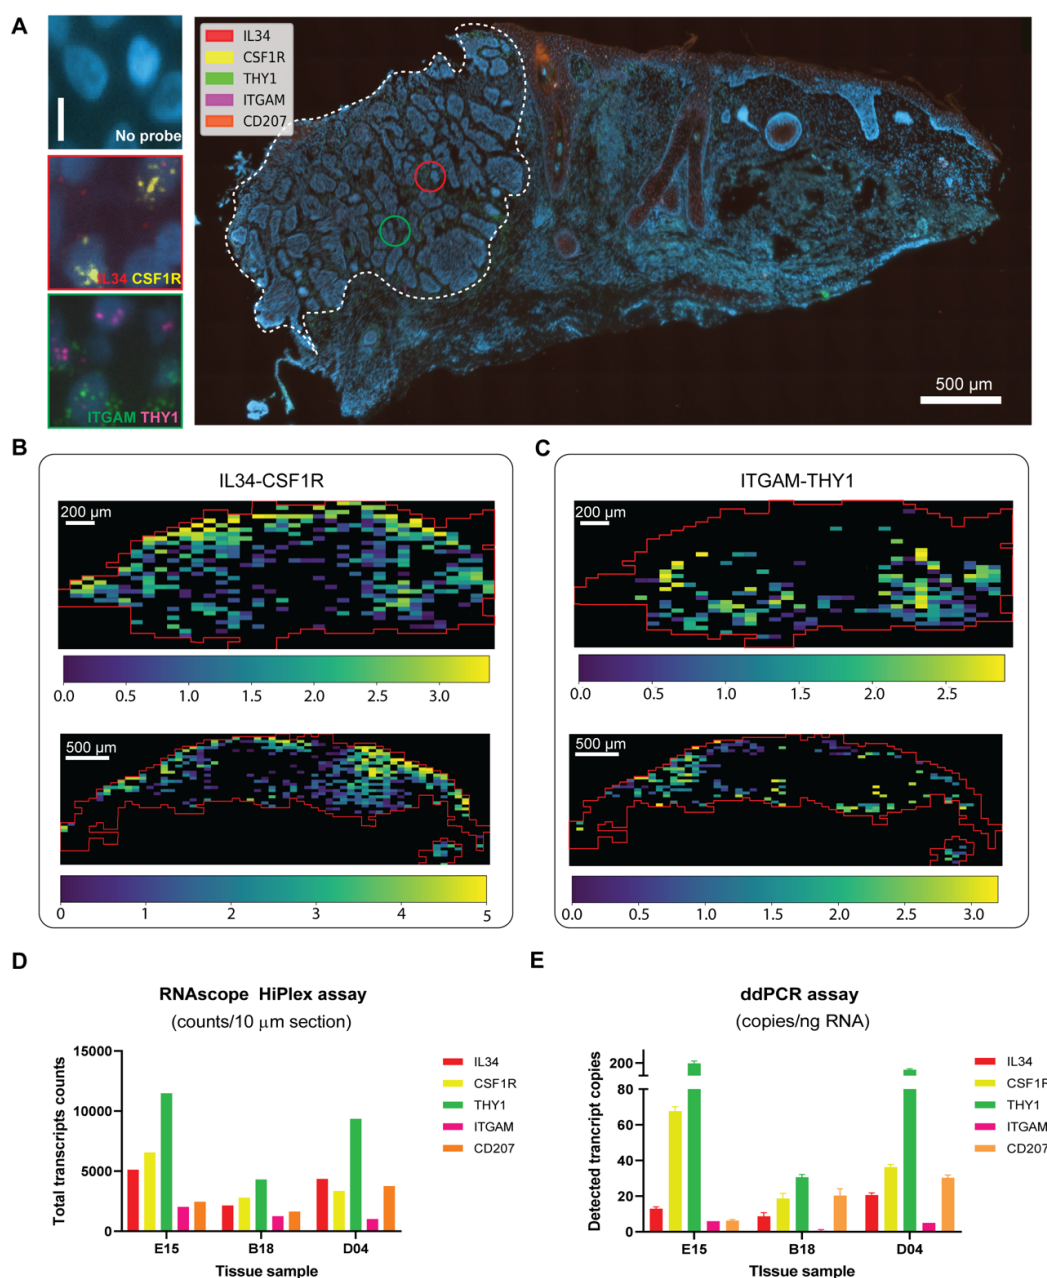 A
No probe
IL34 CSF1R
ITGAM THY1
IL34
CSF1R
THY1
ITGAM
CD207
500 µm
B
IL34-CSF1R
200 µm
0.0 0.5 1.0 1.5 2.0 2.5 3.0
500 µm
0 1 2 3 4 5
C
ITGAM-THY1
200 µm
0.0 0.5 1.0 1.5 2.0 2.5
500 µm
0.0 0.5 1.0 1.5 2.0 2.5 3.0
D
RNAscope HiPlex assay
(counts/10 µm section)
Total transcripts counts
15000
10000
5000
0
E15 B18 D04
Tissue sample
IL34
CSF1R
THY1
ITGAM
CD207
E
ddPCR assay
(copies/ng RNA)
Detected trancript copies
200
80
60
40
20
0
E15 B18 D04
TIssue sample
IL34
CSF1R
THY1
ITGAM
CD207